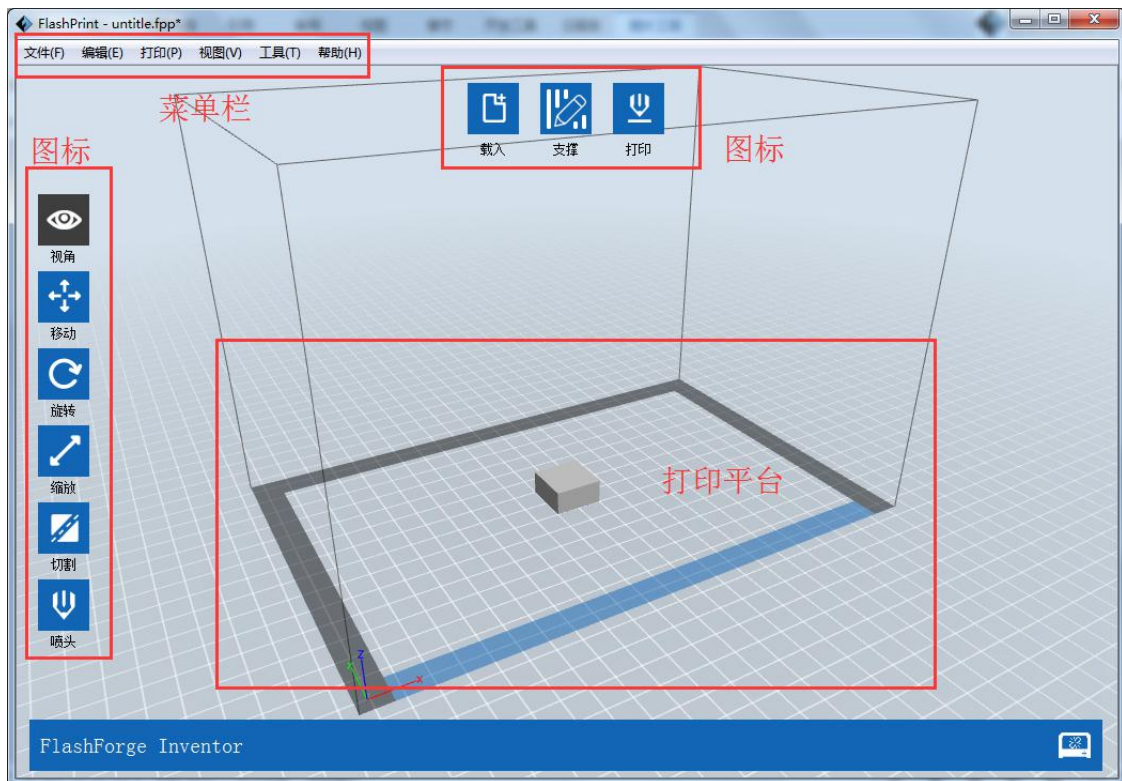 FlashPrint - untitled.fpp*
文件(F) 编辑(E) 打印(P) 视图(V) 工具(T) 帮助(H)
菜单栏
图标
载入 支撑 打印
图标
视角
移动
旋转
缩放
切割
喷头
打印平台
Z
Y
X
FlashForge Inventor